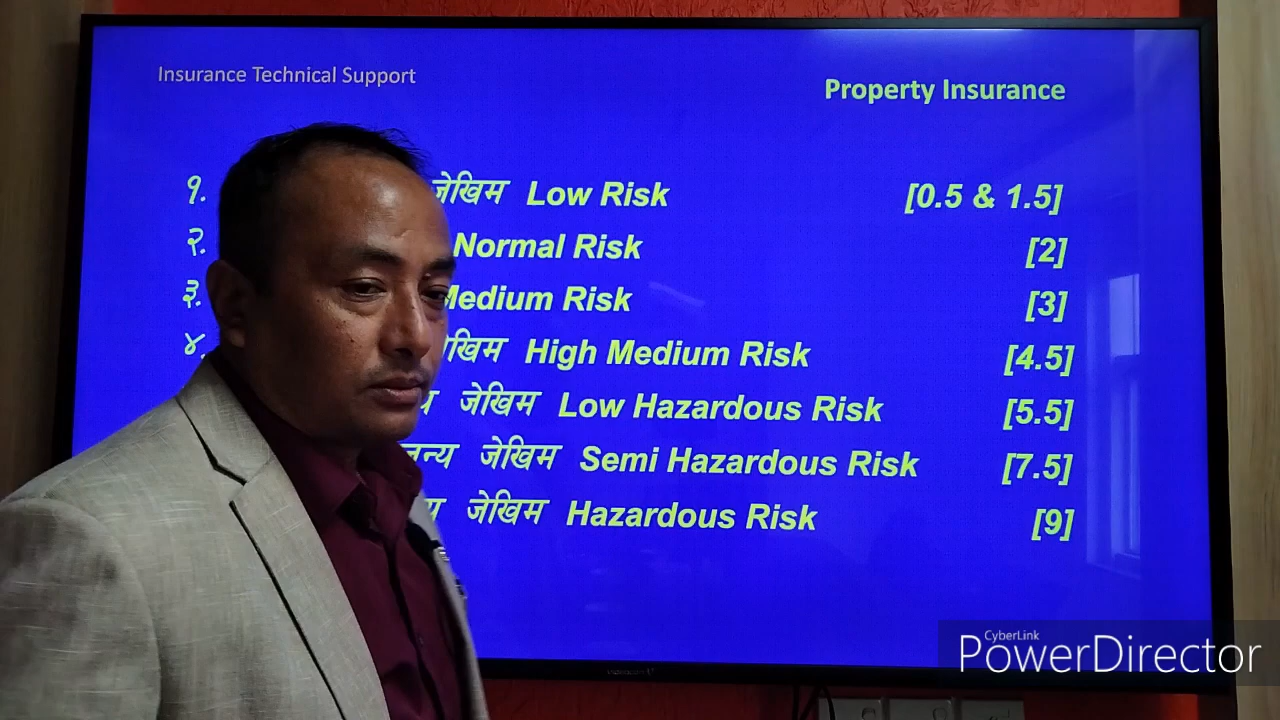 Insurance Technical Support
Property Insurance
१. जेखिम Low Risk [0.5 & 1.5]
२. Normal Risk [2]
३. Medium Risk [3]
४. High Medium Risk [4.5]
जेखिम Low Hazardous Risk [5.5]
जेखिम Semi Hazardous Risk [7.5]
जेखिम Hazardous Risk [9]
CyberLink
PowerDirector